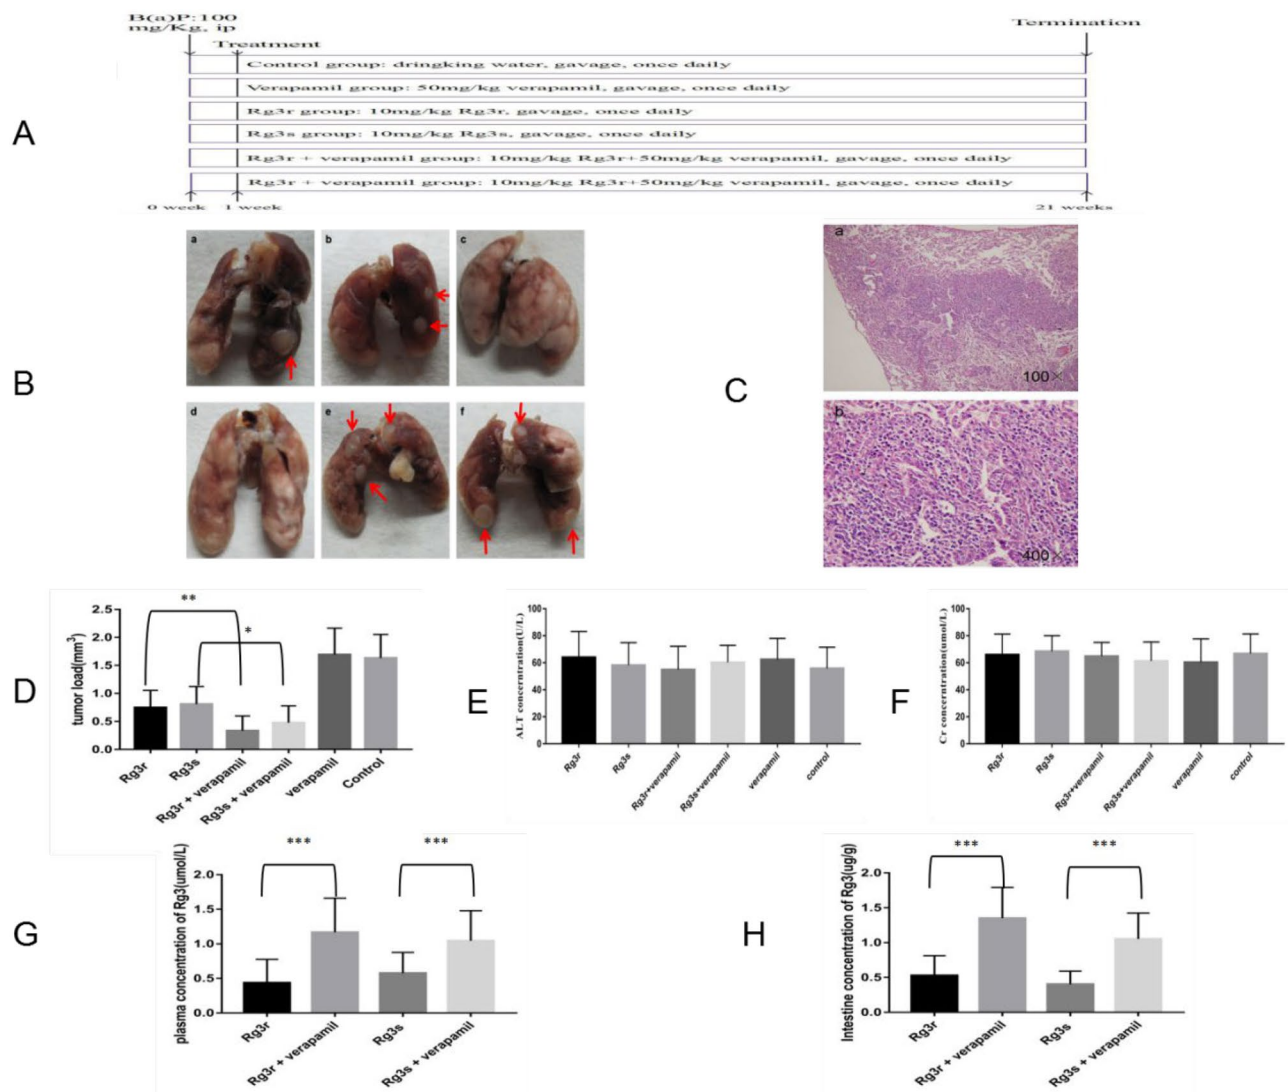 B(a)P:100
mg/Kg, ip
Termination
Treatment
Control group: dringking water, gavage, once daily
Verapamil group: 50mg/kg verapamil, gavage, once daily
Rg3r group: 10mg/kg Rg3r, gavage, once daily
Rg3s group: 10mg/kg Rg3s, gavage, once daily
Rg3r + verapamil group: 10mg/kg Rg3r+50mg/kg verapamil, gavage, once daily
Rg3r + verapamil group: 10mg/kg Rg3r+50mg/kg verapamil, gavage, once daily
0 week
1 week
21 weeks
A
B
a
b
c
d
e
f
C
a
100×
b
400×
D
tumor load(mm³)
2.5
2.0
1.5
1.0
0.5
0.0
**
*
Rg3r
Rg3s
Rg3r + verapamil
Rg3s + verapamil
verapamil
Control
E
ALT concentration(U/L)
100
80
60
40
20
0
Rg3r
Rg3s
Rg3r+verapamil
Rg3s+verapamil
verapamil
control
F
Cr concerntration(umol/L)
100
80
60
40
20
0
Rg3r
Rg3s
Rg3r+verapamil
Rg3s+verapamil
verapamil
control
G
plasma concentration of Rg3(umol/L)
2.0
1.5
1.0
0.5
0.0
***
***
Rg3r
Rg3r + verapamil
Rg3s
Rg3s + verapamil
H
Intestine concentration of Rg3(ug/g)
2.0
1.5
1.0
0.5
0.0
***
***
Rg3r
Rg3r + verapamil
Rg3s
Rg3s + verapamil